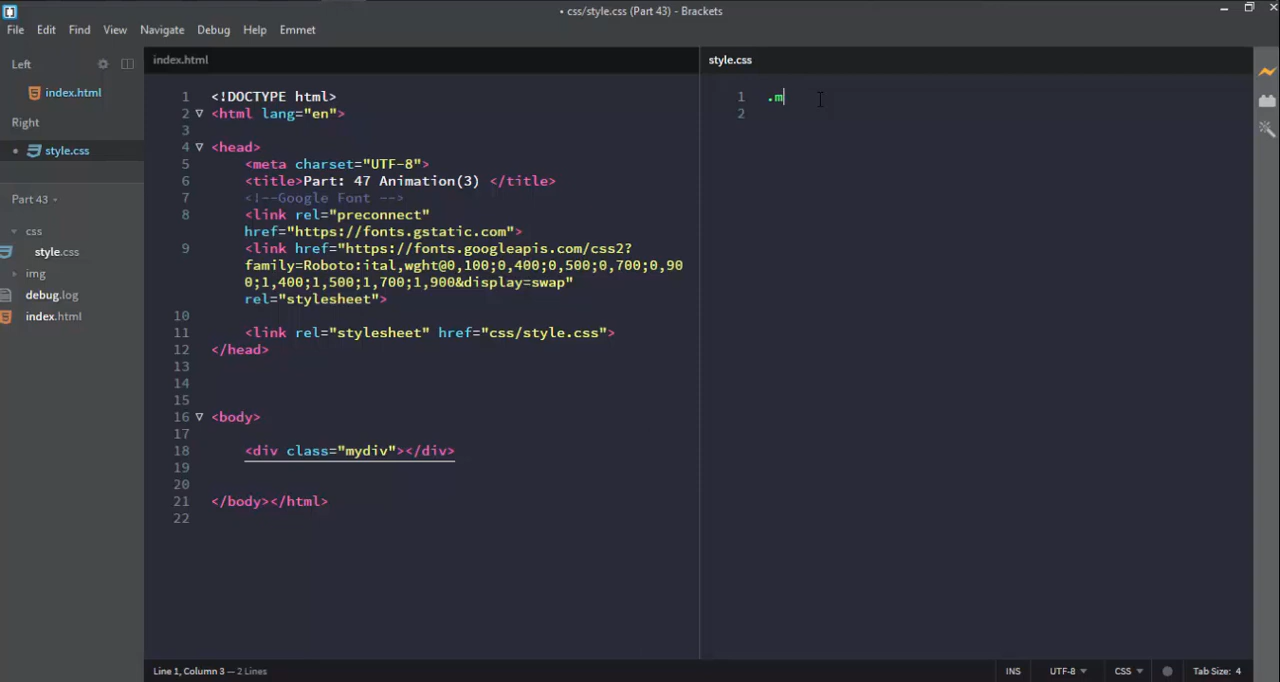 • css/style.css (Part 43) - Brackets
File Edit Find View Navigate Debug Help Emmet
Left
index.html
Right
• style.css
Part 43
css
style.css
img
debug.log
index.html
index.html
1 <!DOCTYPE html>
2 <html lang="en">
3
4 <head>
5 <meta charset="UTF-8">
6 <title>Part: 47 Animation(3) </title>
7 <!--Google Font -->
8 <link rel="preconnect"
href="https://fonts.gstatic.com">
9 <link href="https://fonts.googleapis.com/css2?
family=Roboto:ital,wght@0,100;0,400;0,500;0,700;0,90
0;1,400;1,500;1,700;1,900&display=swap"
rel="stylesheet">
10
11 <link rel="stylesheet" href="css/style.css">
12 </head>
13
14
15
16 <body>
17
18 <div class="mydiv"></div>
19
20
21 </body></html>
22
style.css
1 .m
2
Line 1, Column 3 — 2 Lines
INS UTF-8 CSS Tab Size: 4